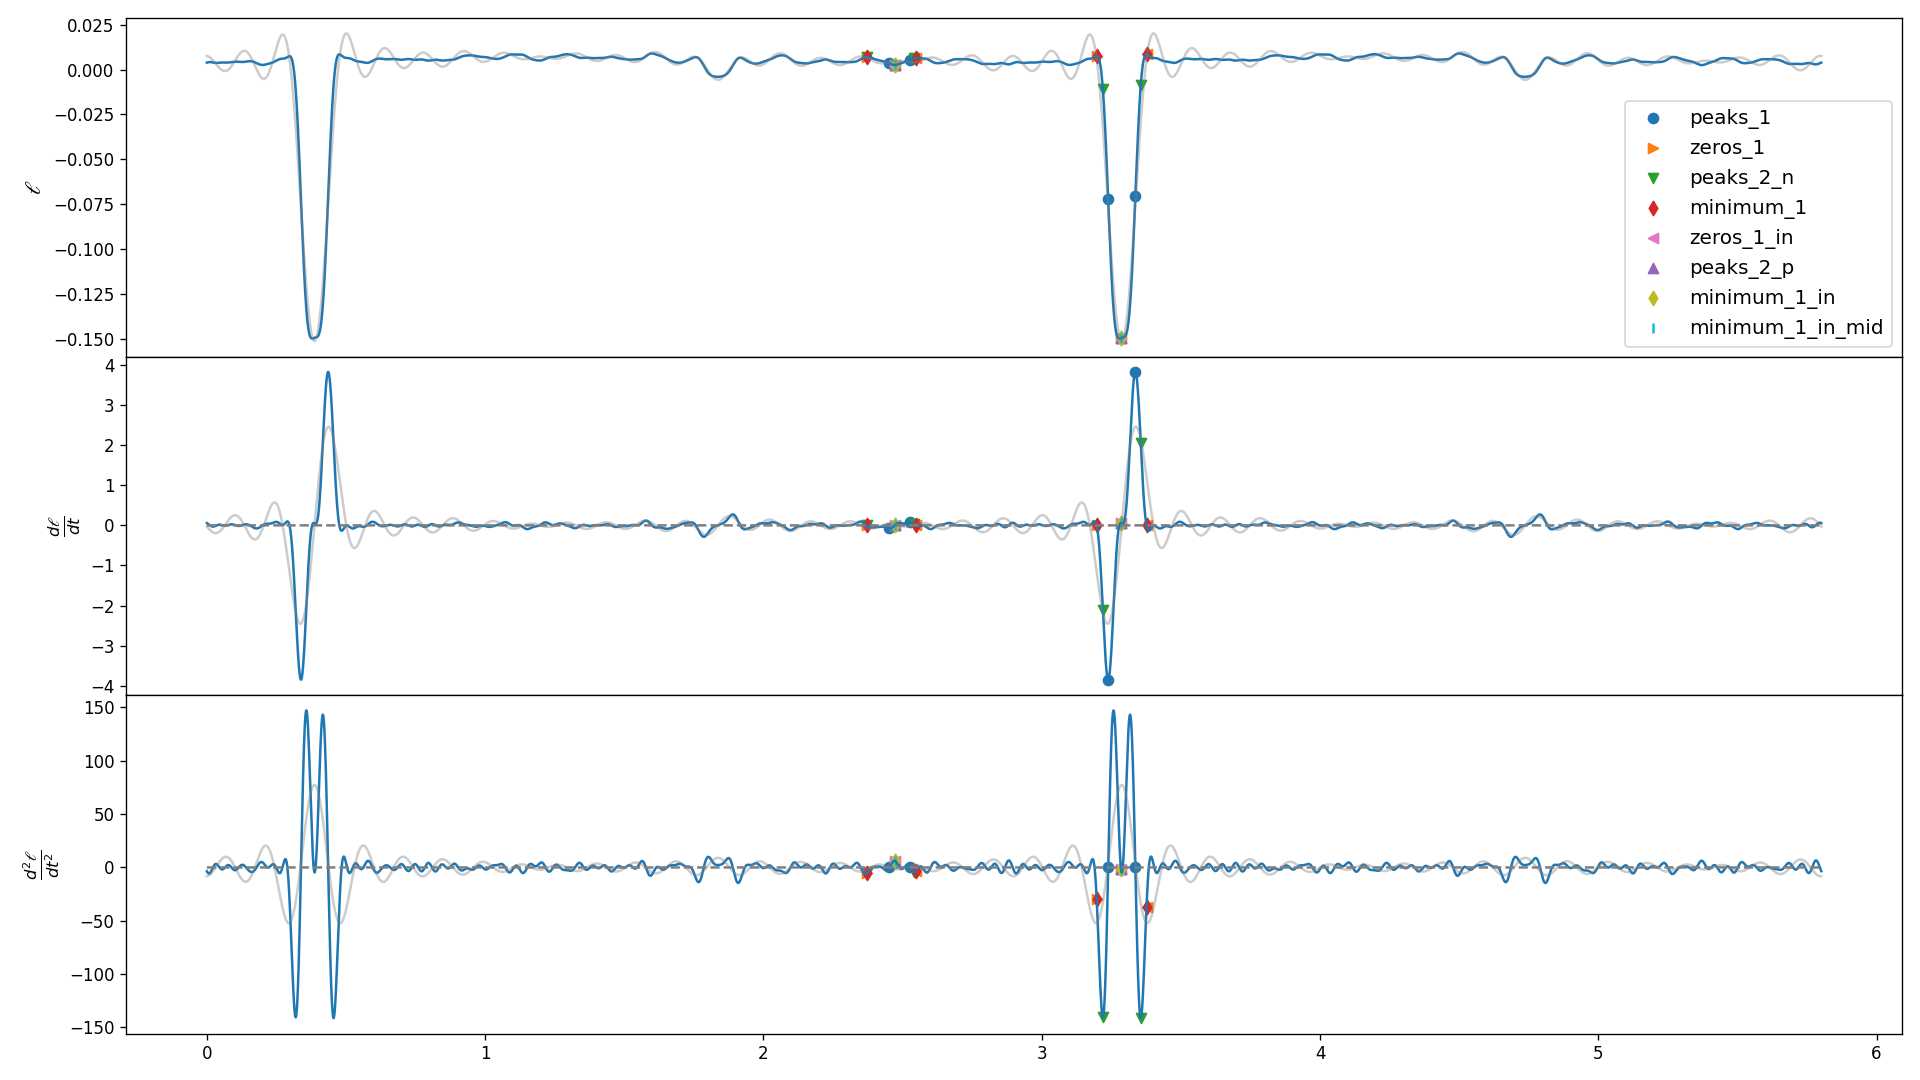 0.025
0.000
−0.025
−0.050
−0.075
−0.100
−0.125
−0.150
ℓ
peaks_1
zeros_1
peaks_2_n
minimum_1
zeros_1_in
peaks_2_p
minimum_1_in
minimum_1_in_mid
4
3
2
1
0
−1
−2
−3
−4
dℓ
dt
150
100
50
0
−50
−100
−150
d²ℓ
dt²
0 1 2 3 4 5 6